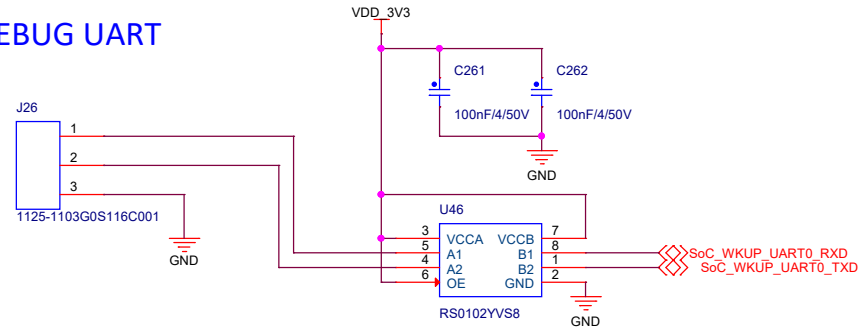 EBUG UART
VDD_3V3
C261
C262
100nF/4/50V
100nF/4/50V
GND
J26
1
2
3
1125-1103G0S116C001
GND
U46
3
5
4
6
VCCA
A1
A2
OE
VCCB
B1
B2
GND
7
8
1
2
SoC_WKUP_UART0_RXD
SoC_WKUP_UART0_TXD
RS0102YVS8
GND